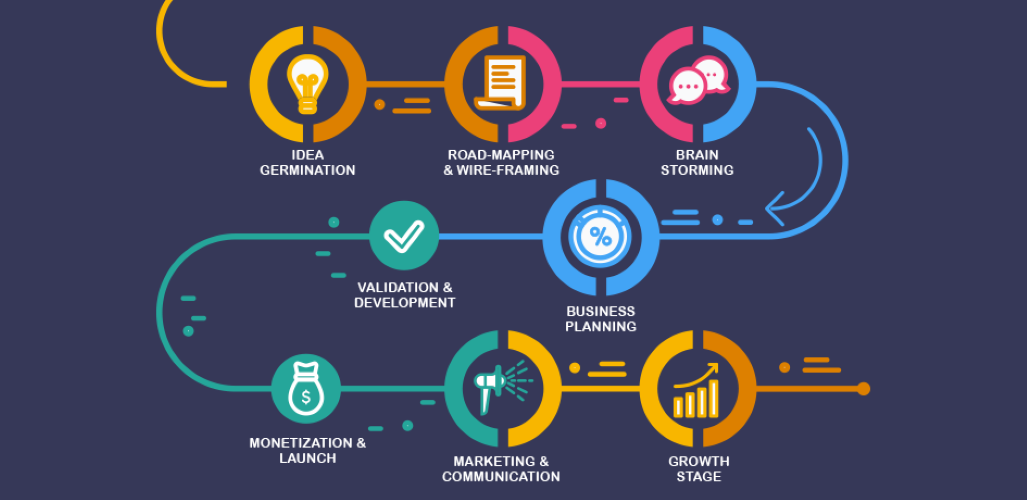 IDEA
GERMINATION
ROAD-MAPPING
& WIRE-FRAMING
BRAIN
STORMING
%
BUSINESS
PLANNING
VALIDATION &
DEVELOPMENT
$
MONETIZATION &
LAUNCH
MARKETING &
COMMUNICATION
GROWTH
STAGE